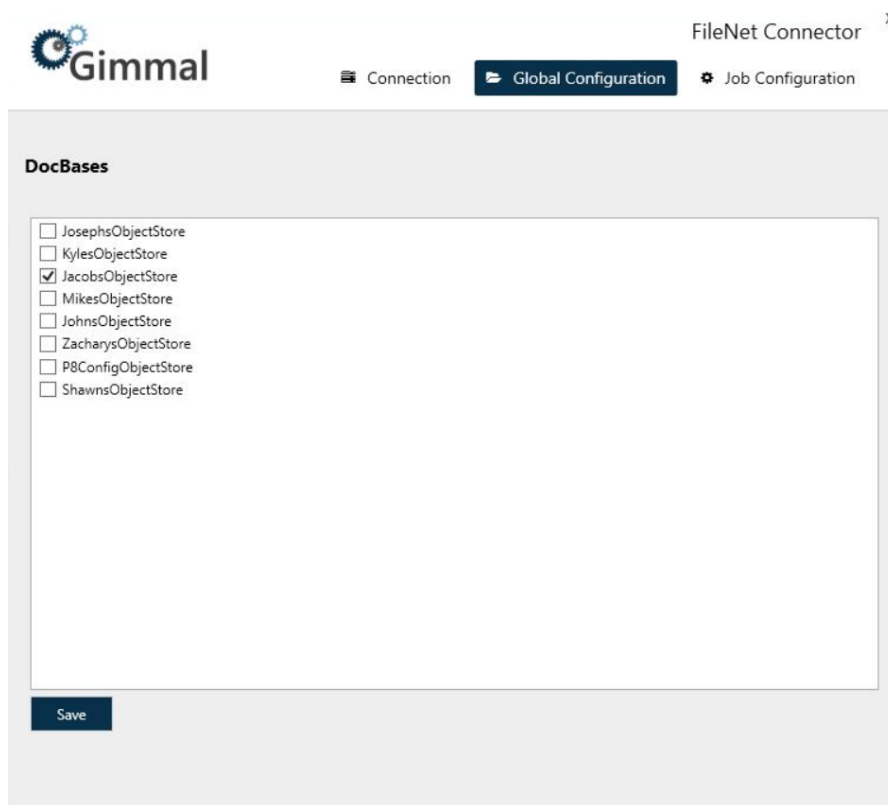 Gimmal
FileNet Connector
Connection
Global Configuration
Job Configuration
DocBases
JosephsObjectStore
KylesObjectStore
JacobsObjectStore
MikesObjectStore
JohnsObjectStore
ZacharysObjectStore
P8ConfigObjectStore
ShawnsObjectStore
Save